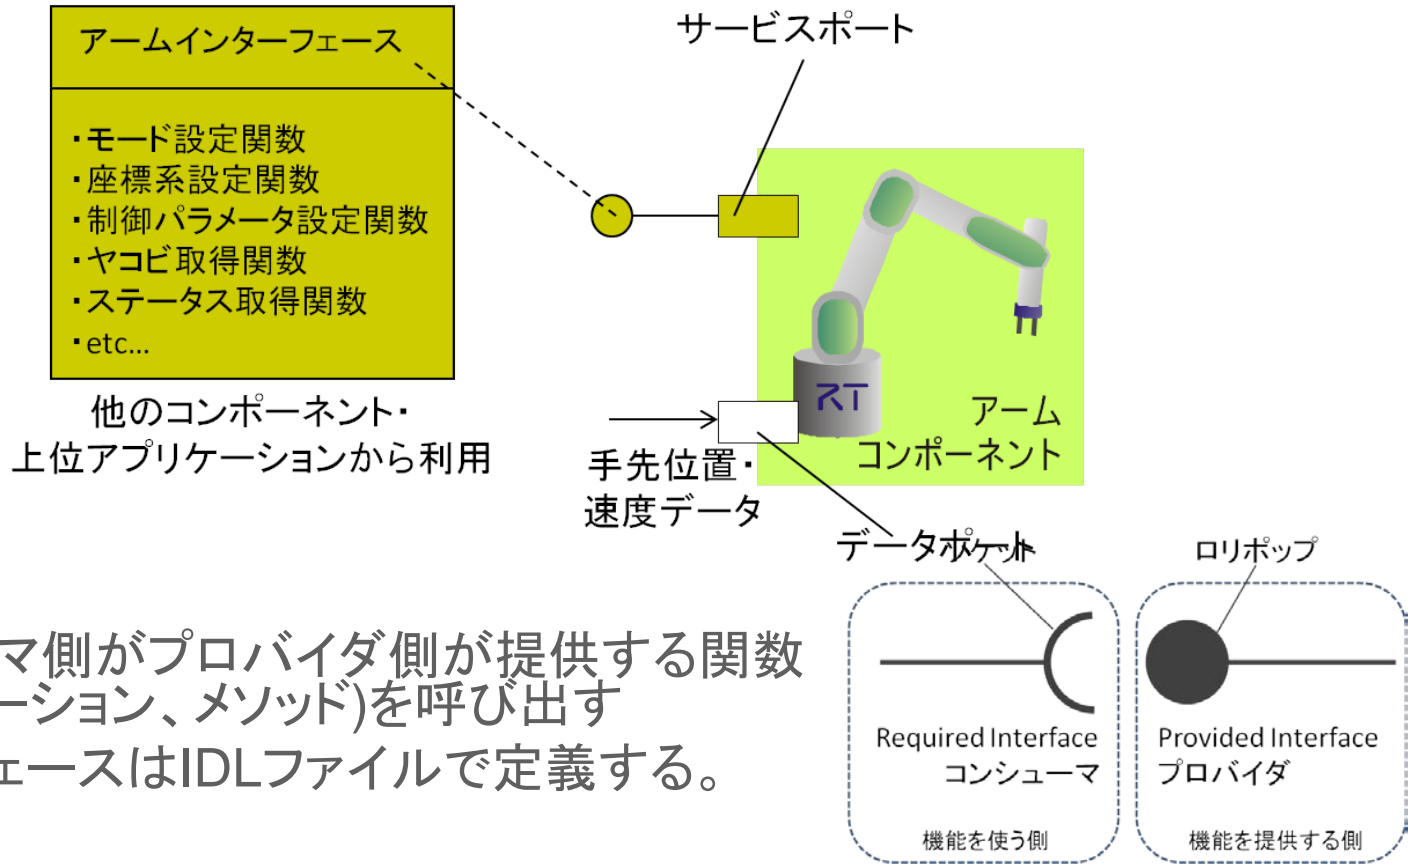 アームインターフェース
・モード設定関数
・座標系設定関数
・制御パラメータ設定関数
・ヤコビ取得関数
・ステータス取得関数
・etc...
他のコンポーネント・
上位アプリケーションから利用
サービスポート
RT
アーム
コンポーネント
手先位置・
速度データ
データポート
ロリポップ
マ側がプロバイダ側が提供する関数
ーション、メソッド)を呼び出す
ェースはIDLファイルで定義する。
Required Interface
コンシューマ
機能を使う側
Provided Interface
プロバイダ
機能を提供する側